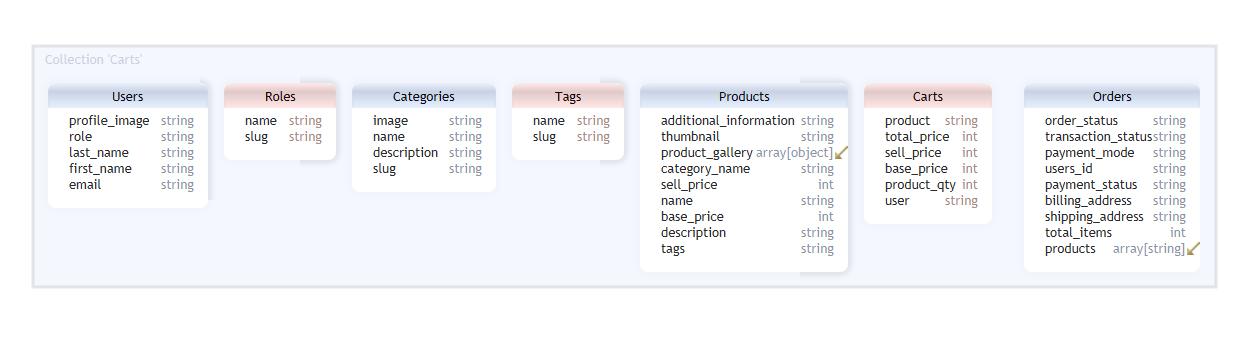 Collection 'Carts'
Users
profile_image string
role string
last_name string
first_name string
email string
Roles
name string
slug string
Categories
image string
name string
description string
slug string
Tags
name string
slug string
Products
additional_information string
thumbnail string
product_gallery array[object]
category_name string
sell_price int
name string
base_price int
description string
tags string
Carts
product string
total_price int
sell_price int
base_price int
product_qty int
user string
Orders
order_status string
transaction_status string
payment_mode string
users_id string
payment_status string
billing_address string
shipping_address string
total_items int
products array[string]